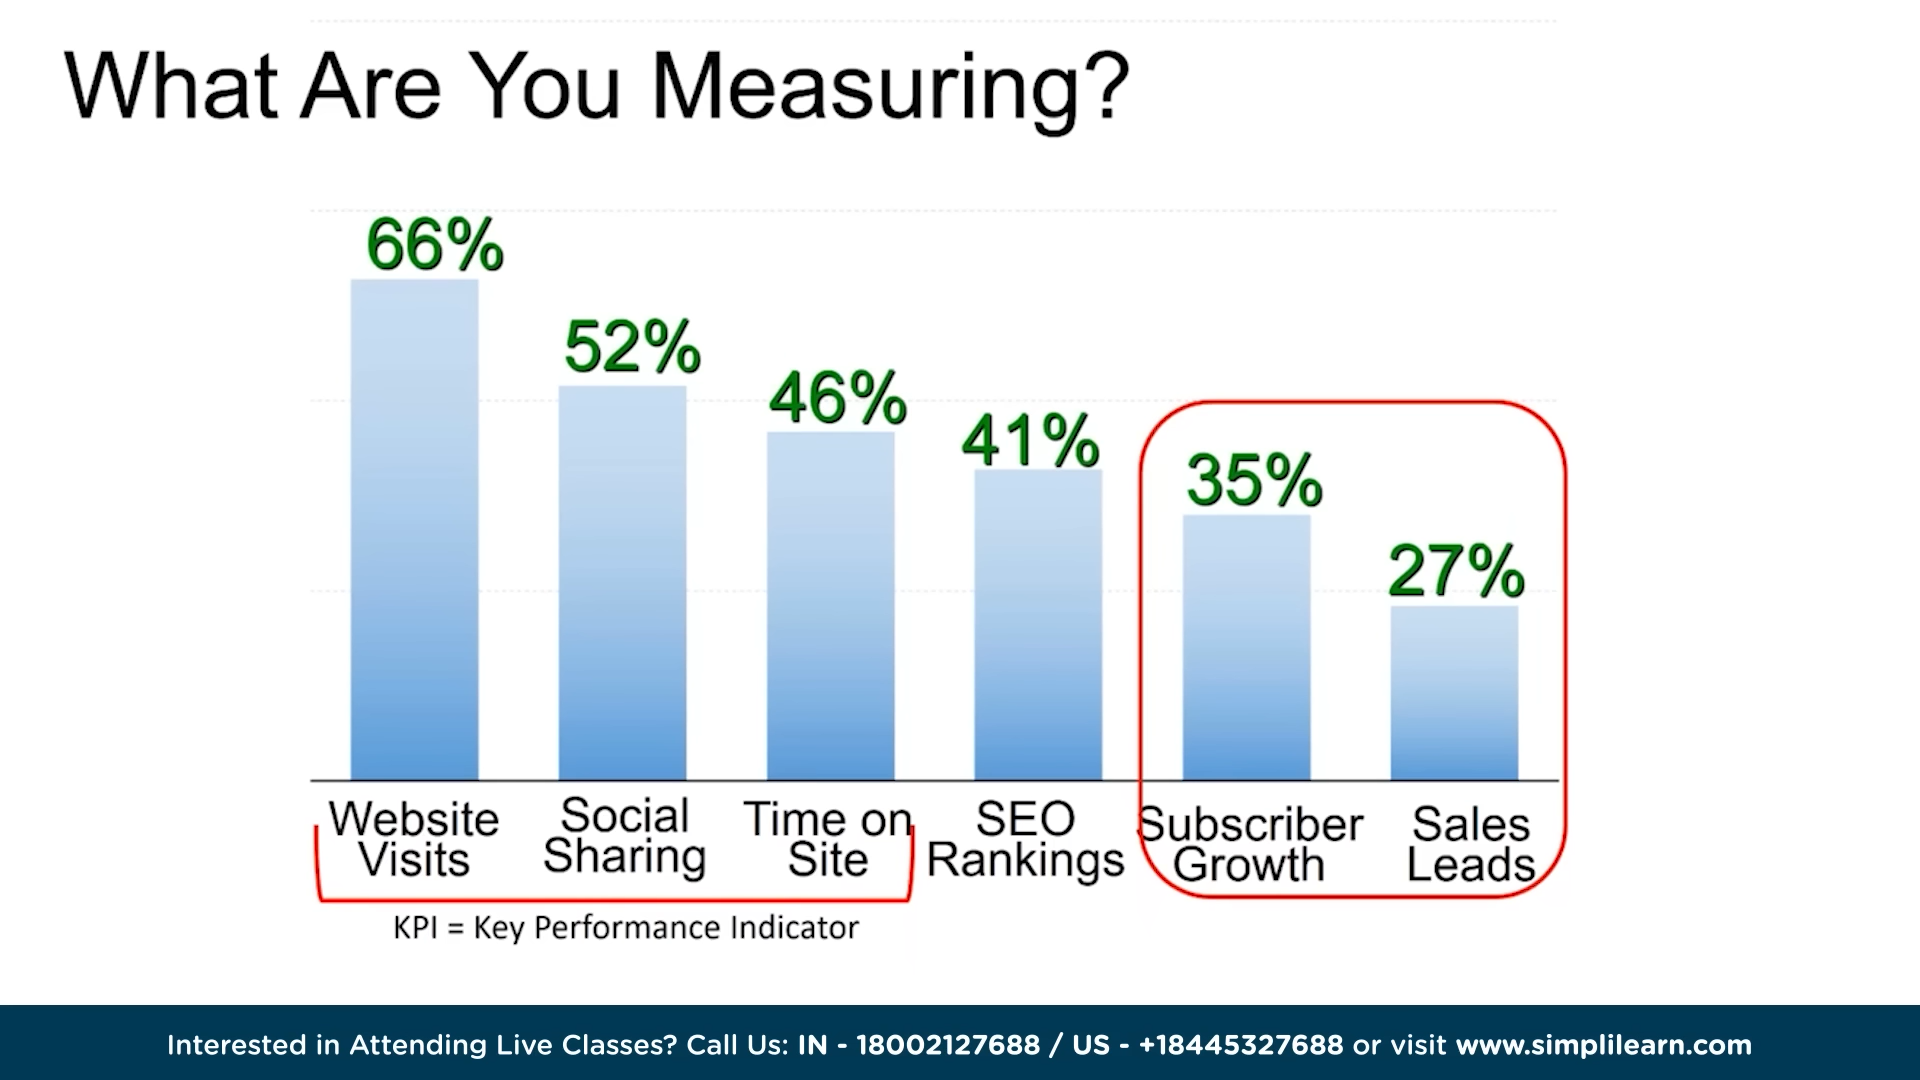 What Are You Measuring?
66%
52%
46%
41%
35%
27%
Website
Visits
Social
Sharing
Time on
Site
SEO
Rankings
Subscriber
Growth
Sales
Leads
KPI = Key Performance Indicator
Interested in Attending Live Classes? Call Us: IN - 18002127688 / US - +18445327688 or visit www.simplilearn.com